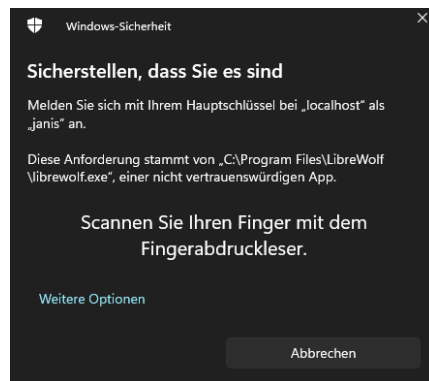 Windows-Sicherheit
Sicherstellen, dass Sie es sind
Melden Sie sich mit Ihrem Hauptschlüssel bei „localhost“ als
„janis“ an.
Diese Anforderung stammt von „C:\Program Files\LibreWolf
\librewolf.exe“, einer nicht vertrauenswürdigen App.
Scannen Sie Ihren Finger mit dem
Fingerabdruckleser.
Weitere Optionen
Abbrechen